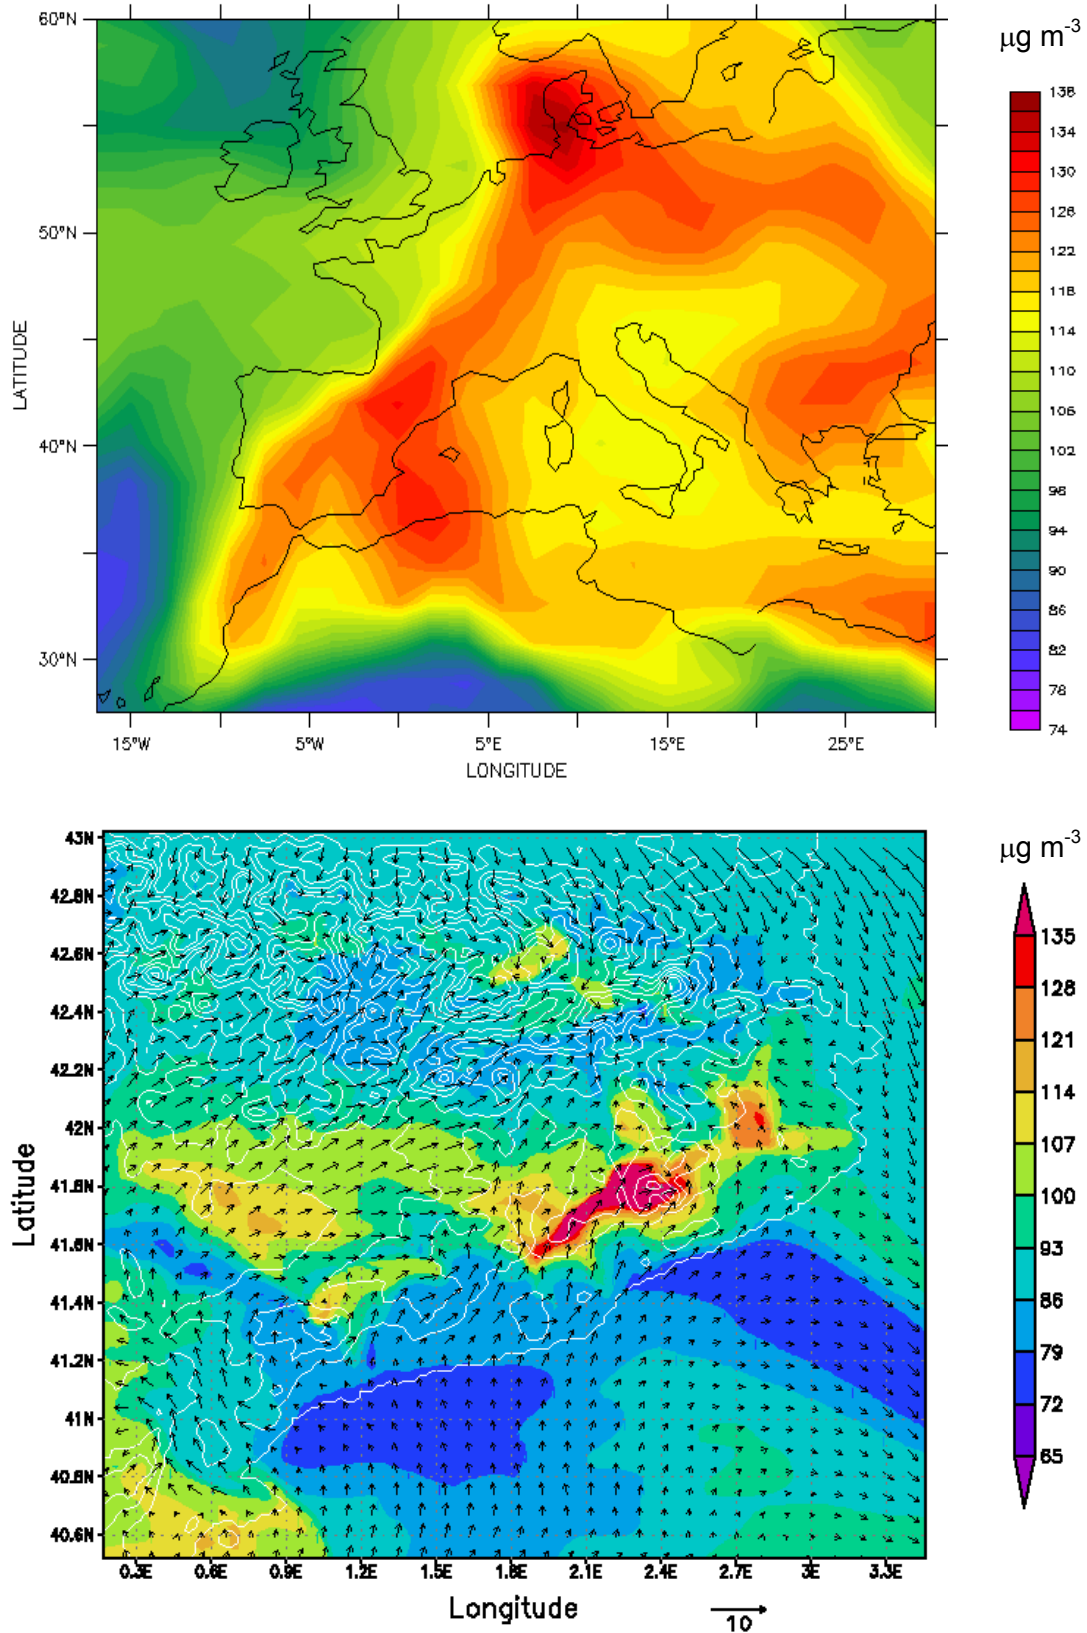 60°N
50°N
40°N
30°N
LATITUDE
15°W
5°W
5°E
15°E
25°E
LONGITUDE
μg m-3
138
134
130
126
122
118
114
110
106
102
98
94
90
86
82
78
74
43N
42.8N
42.6N
42.4N
42.2N
42N
41.8N
41.6N
41.4N
41.2N
41N
40.8N
40.6N
Latitude
0.3E
0.6E
0.9E
1.2E
1.5E
1.8E
2.1E
2.4E
2.7E
3E
3.3E
Longitude
10
μg m-3
135
128
121
114
107
100
93
86
79
72
65